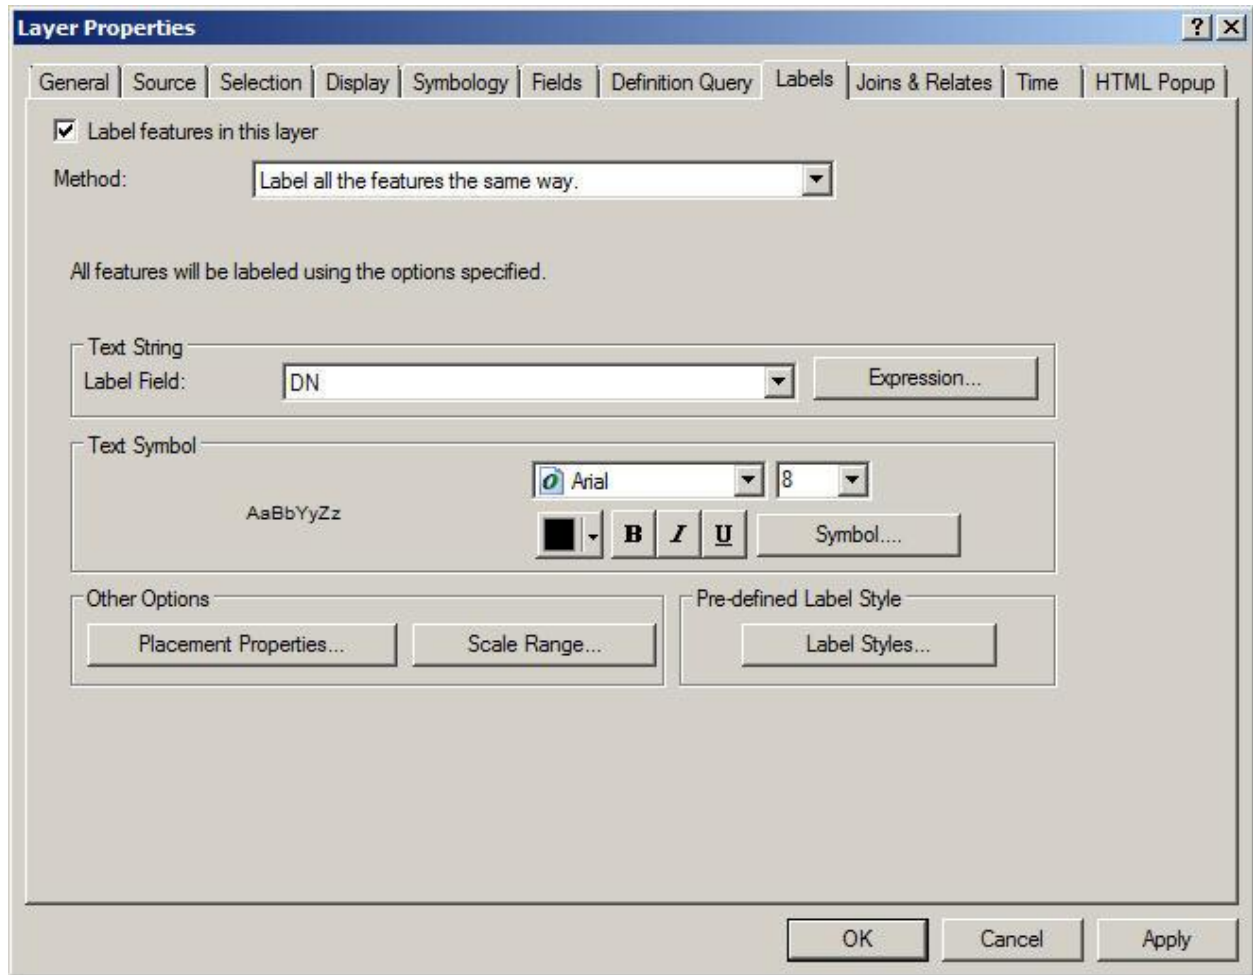 Layer Properties
General Source Selection Display Symbology Fields Definition Query Labels Joins & Relates Time HTML Popup
Label features in this layer
Method: Label all the features the same way.
All features will be labeled using the options specified.
Text String
Label Field: DN Expression...
Text Symbol
Arial 8
AaBbYyZz
B I U Symbol....
Other Options Pre-defined Label Style
Placement Properties... Scale Range... Label Styles...
OK Cancel Apply